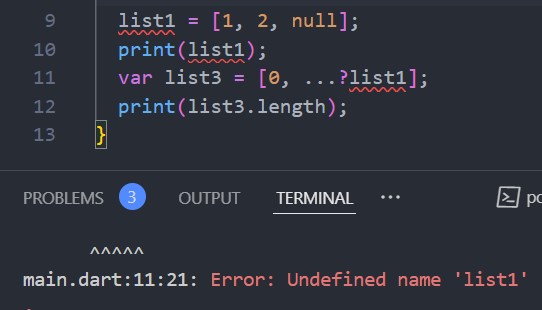 9 list1 = [1, 2, null];
10 print(list1);
11 var list3 = [0, ...?list1];
12 print(list3.length);
13 }
PROBLEMS 3 OUTPUT TERMINAL ···
^^^^^
main.dart:11:21: Error: Undefined name 'list1'